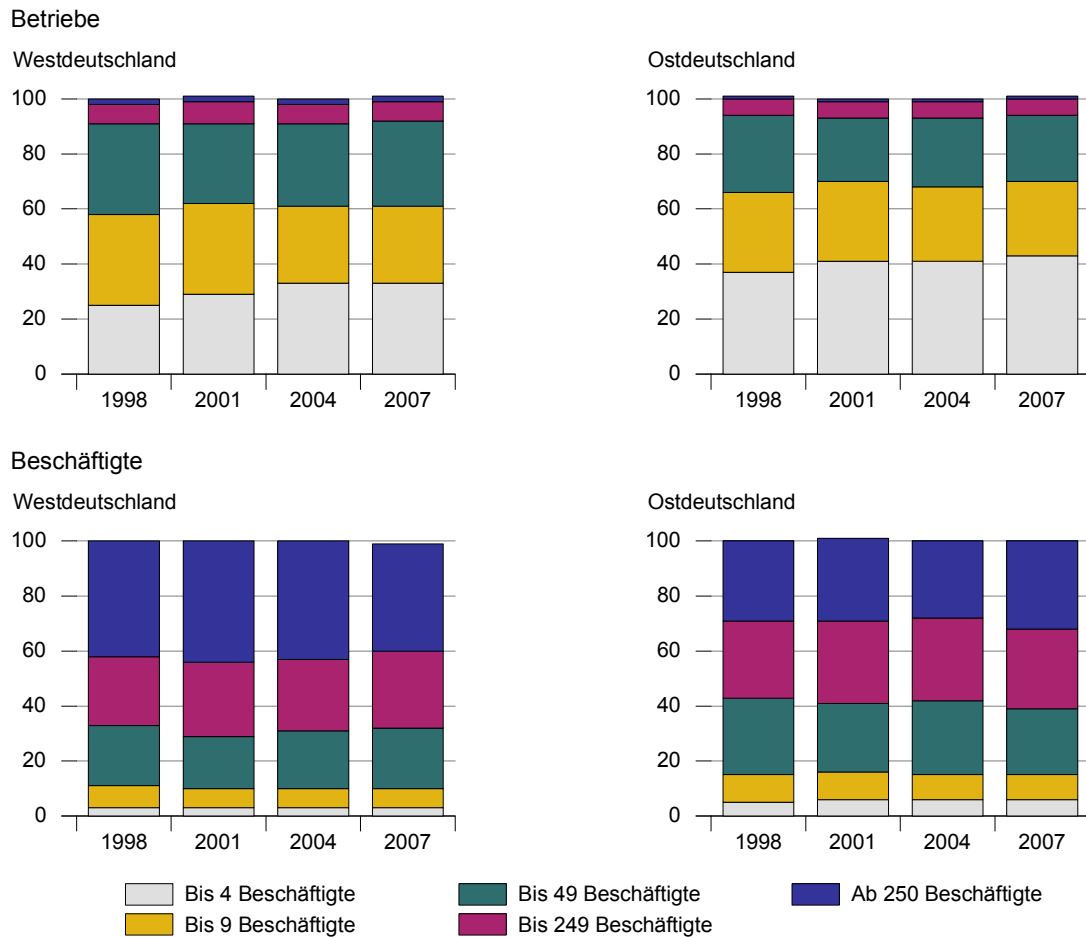 Betriebe
Westdeutschland
100
80
60
40
20
0
1998 2001 2004 2007
Ostdeutschland
100
80
60
40
20
0
1998 2001 2004 2007
Beschäftigte
Westdeutschland
100
80
60
40
20
0
1998 2001 2004 2007
Ostdeutschland
100
80
60
40
20
0
1998 2001 2004 2007
Bis 4 Beschäftigte
Bis 9 Beschäftigte
Bis 49 Beschäftigte
Bis 249 Beschäftigte
Ab 250 Beschäftigte